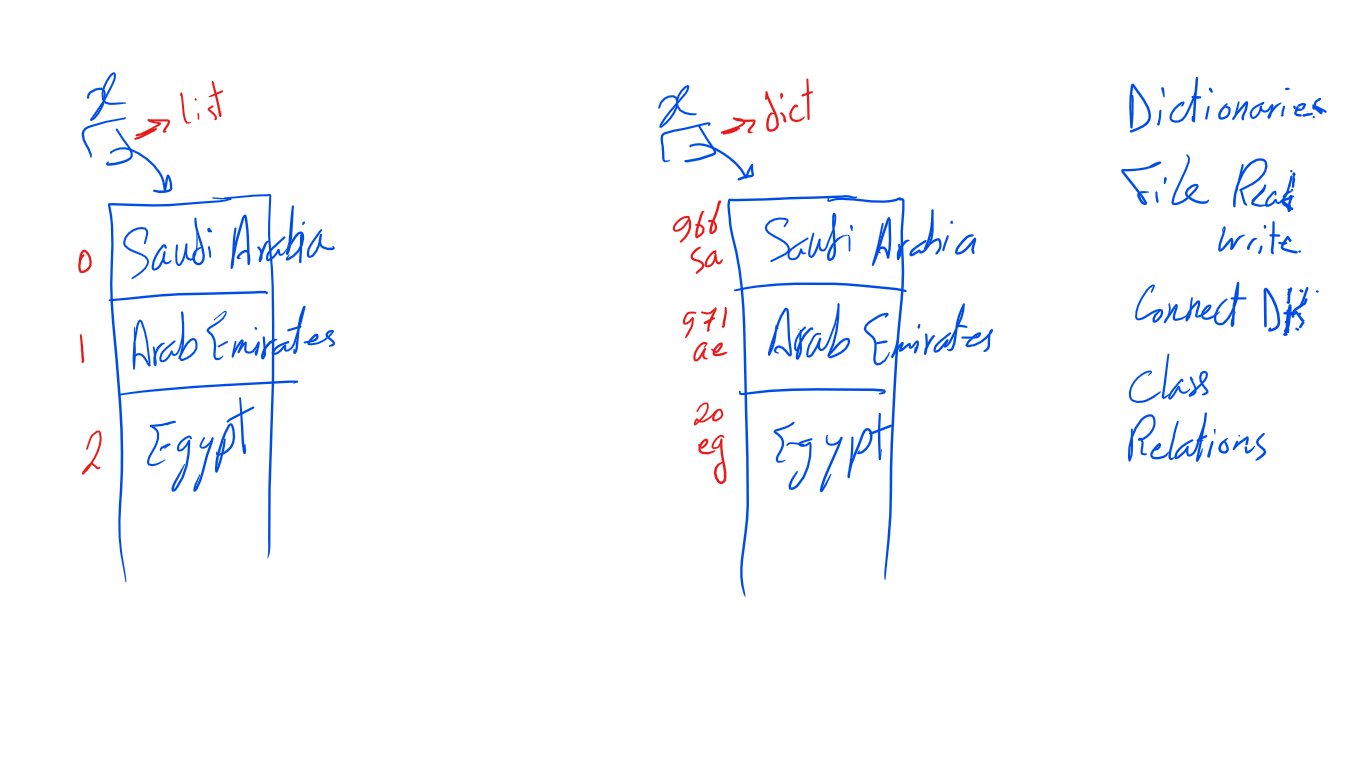 x
list
0 Saudi Arabia
1 Arab Emirates
2 Egypt
x
dict
966
sa
Saudi Arabia
971
ae
Arab Emirates
20
eg
Egypt
Dictionaries
File Read
write
Connect DB
Class
Relations